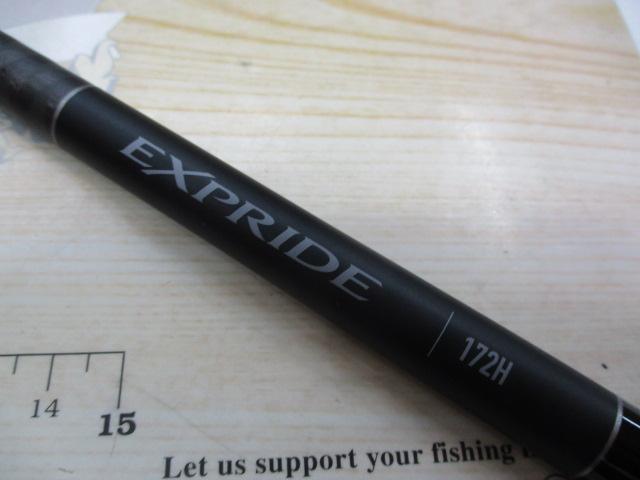 EXPRIDE
172H
14
15
Let us support your fishing